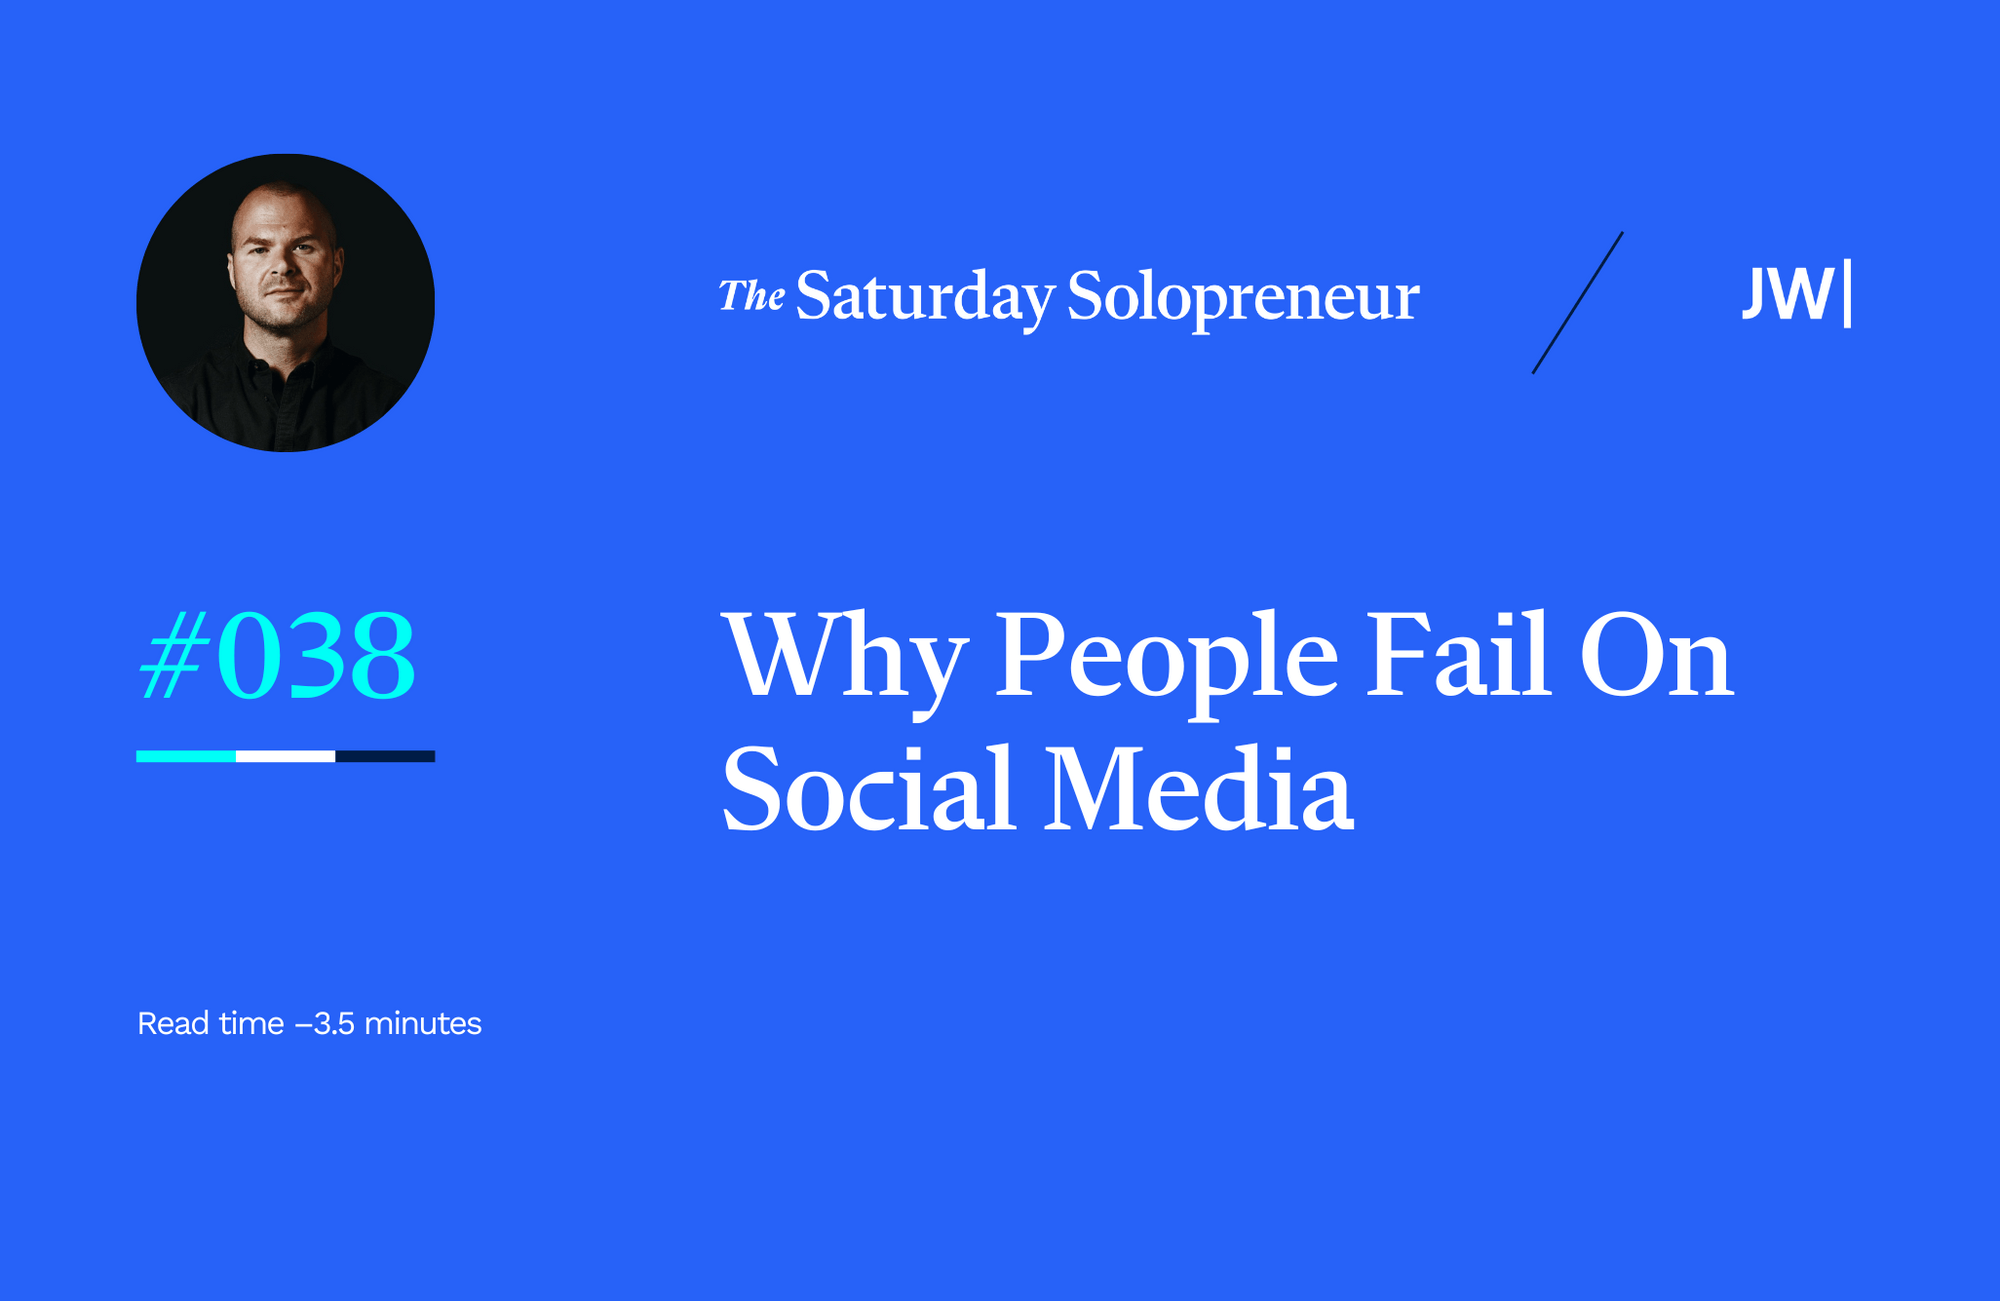 The Saturday Solopreneur
JW|
#038
Why People Fail On
Social Media
Read time –3.5 minutes